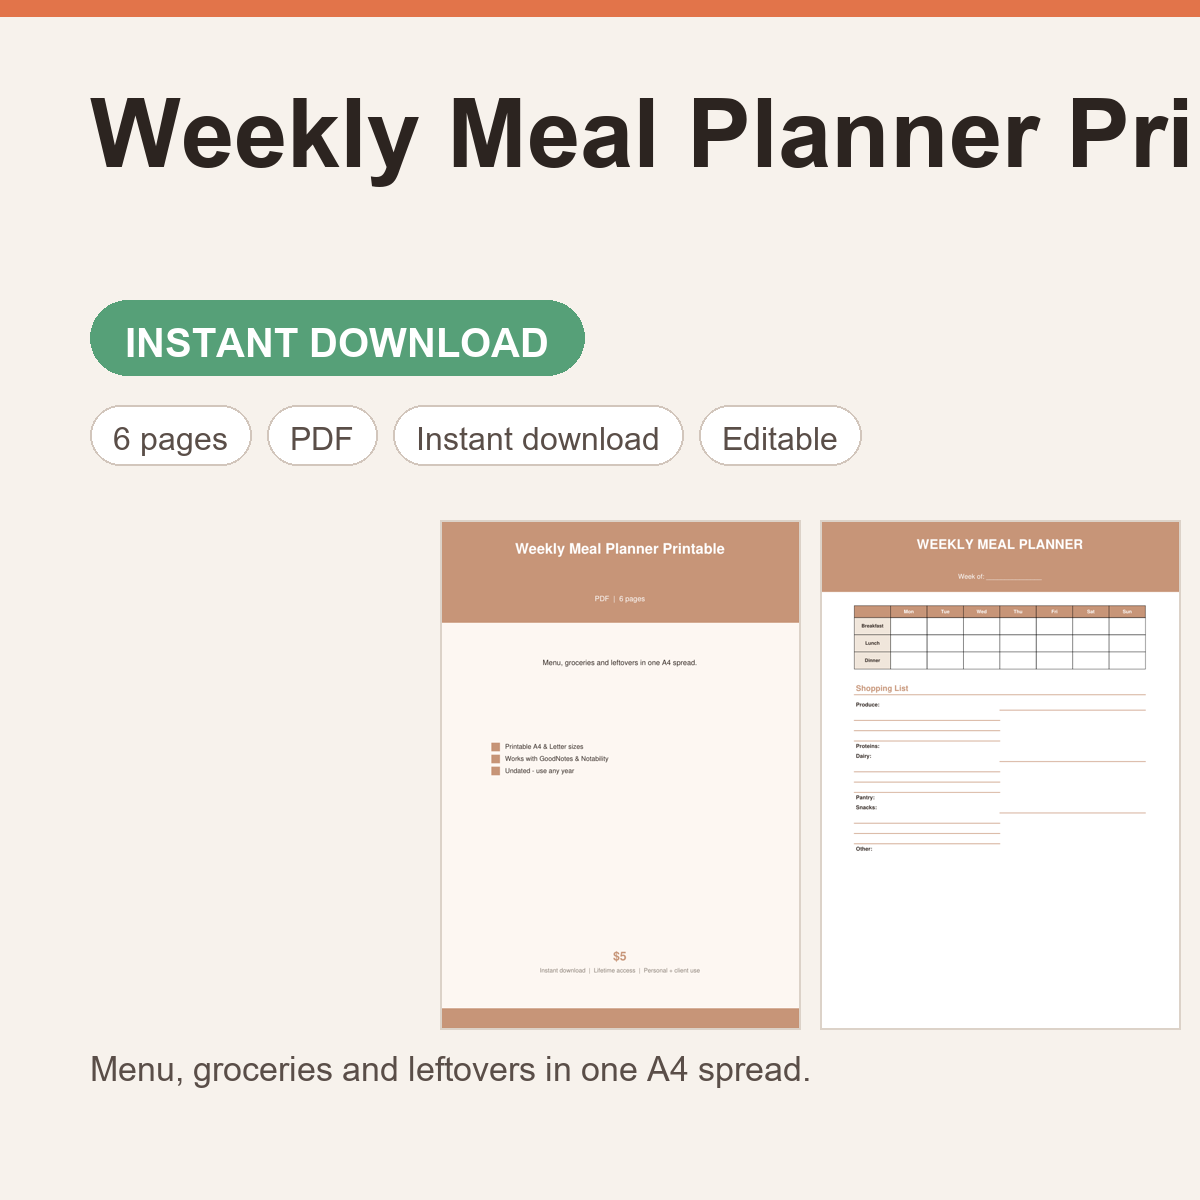 Weekly Meal Planner Pri
INSTANT DOWNLOAD
6 pages
PDF
Instant download
Editable
Weekly Meal Planner Printable
PDF | 6 pages
Menu, groceries and leftovers in one A4 spread.
Printable A4 & Letter sizes
Works with GoodNotes & Notability
Undated - use any year
$5
Instant download | Lifetime access | Personal + client use
WEEKLY MEAL PLANNER
Week of: _______________
Mon Tue Wed Thu Fri Sat Sun
Breakfast
Lunch
Dinner
Shopping List
Produce:
Proteins:
Dairy:
Pantry:
Snacks:
Other:
Menu, groceries and leftovers in one A4 spread.